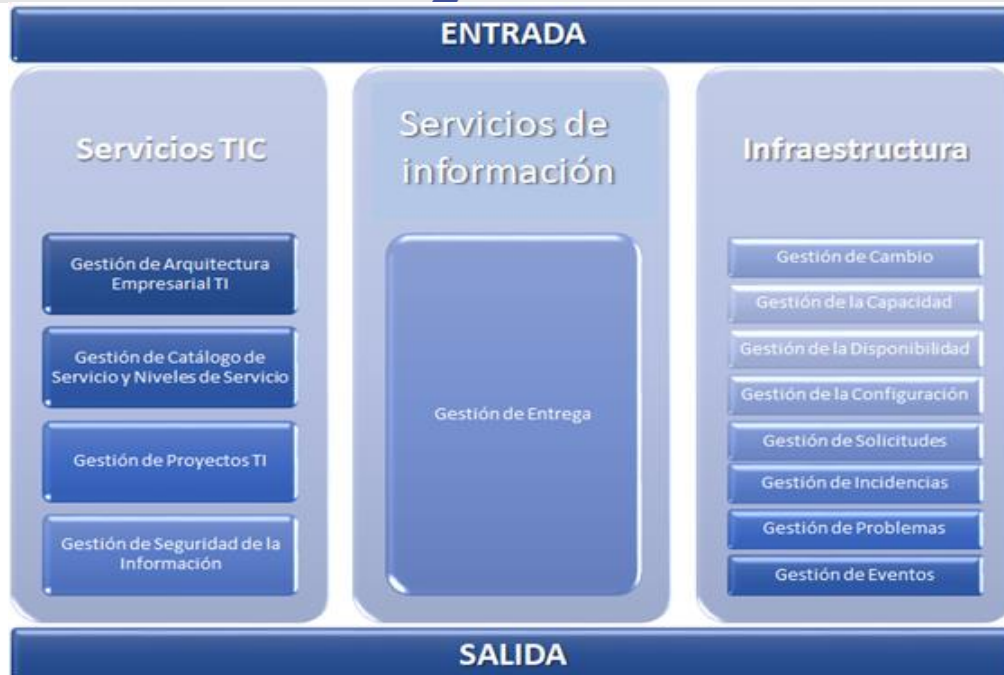 ENTRADA
Servicios TIC
Gestión de Arquitectura
Empresarial TI
Gestión de Catálogo de
Servicio y Niveles de Servicio
Gestión de Proyectos TI
Gestión de Seguridad de la
Información
Servicios de
información
Gestión de Entrega
Infraestructura
Gestión de Cambio
Gestión de la Capacidad
Gestión de la Disponibilidad
Gestión de la Configuración
Gestión de Solicitudes
Gestión de Incidencias
Gestión de Problemas
Gestión de Eventos
SALIDA